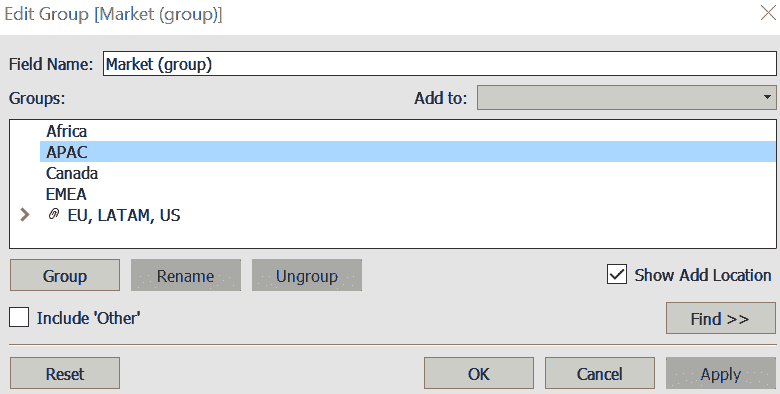 Edit Group [Market (group)]
Field Name: Market (group)
Groups: Add to:
Africa
APAC
Canada
EMEA
EU, LATAM, US
Group Rename Ungroup Show Add Location
Include 'Other' Find >>
Reset OK Cancel Apply